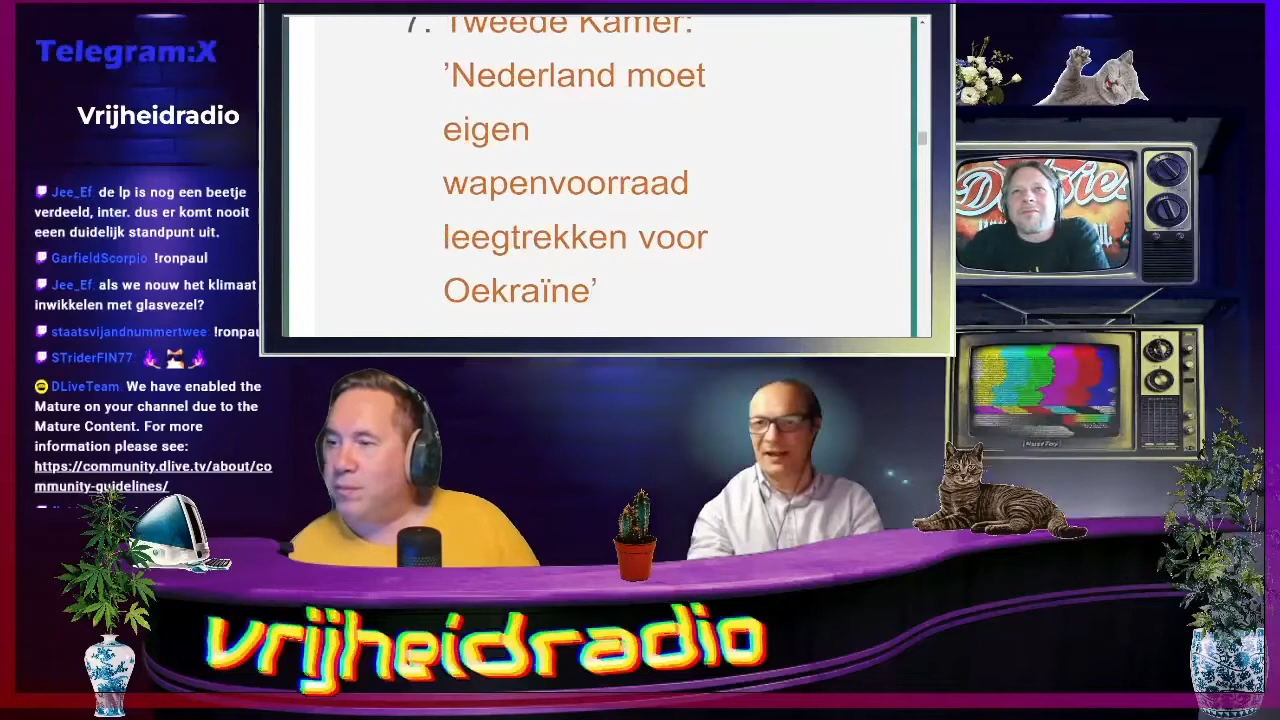 7. Tweede Kamer:
’Nederland moet
eigen
wapenvoorraad
leegtrekken voor
Oekraïne’
Telegram:X
Vrijheidradio
Jee_Ef de lp is nog een beetje
verdeeld, inter. dus er komt nooit
eeen duidelijk standpunt uit.
GarfieldScorpio !ronpaul
Jee_Ef als we nouw het klimaat
inwikkelen met glasvezel?
staatsvijandnummertwee !ronpau
STriderFIN77:
DLiveTeam: We have enabled the
Mature on your channel due to the
Mature Content. For more
information please see:
https://community.dlive.tv/about/co
mmunity-guidelines/
vrijheidradio